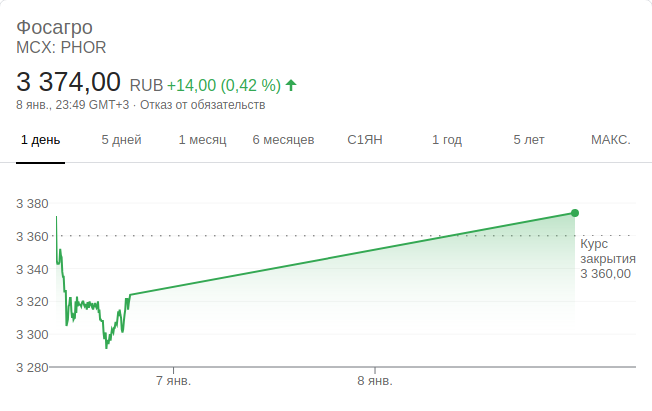 Фосагро
MCX: PHOR
3 374,00 RUB +14,00 (0,42 %)
8 янв., 23:49 GMT+3 · Отказ от обязательств
1 день 5 дней 1 месяц 6 месяцев С1ЯН 1 год 5 лет МАКС.
3 380
3 360
Курс
закрытия
3 360,00
3 340
3 320
3 300
3 280
7 янв. 8 янв.